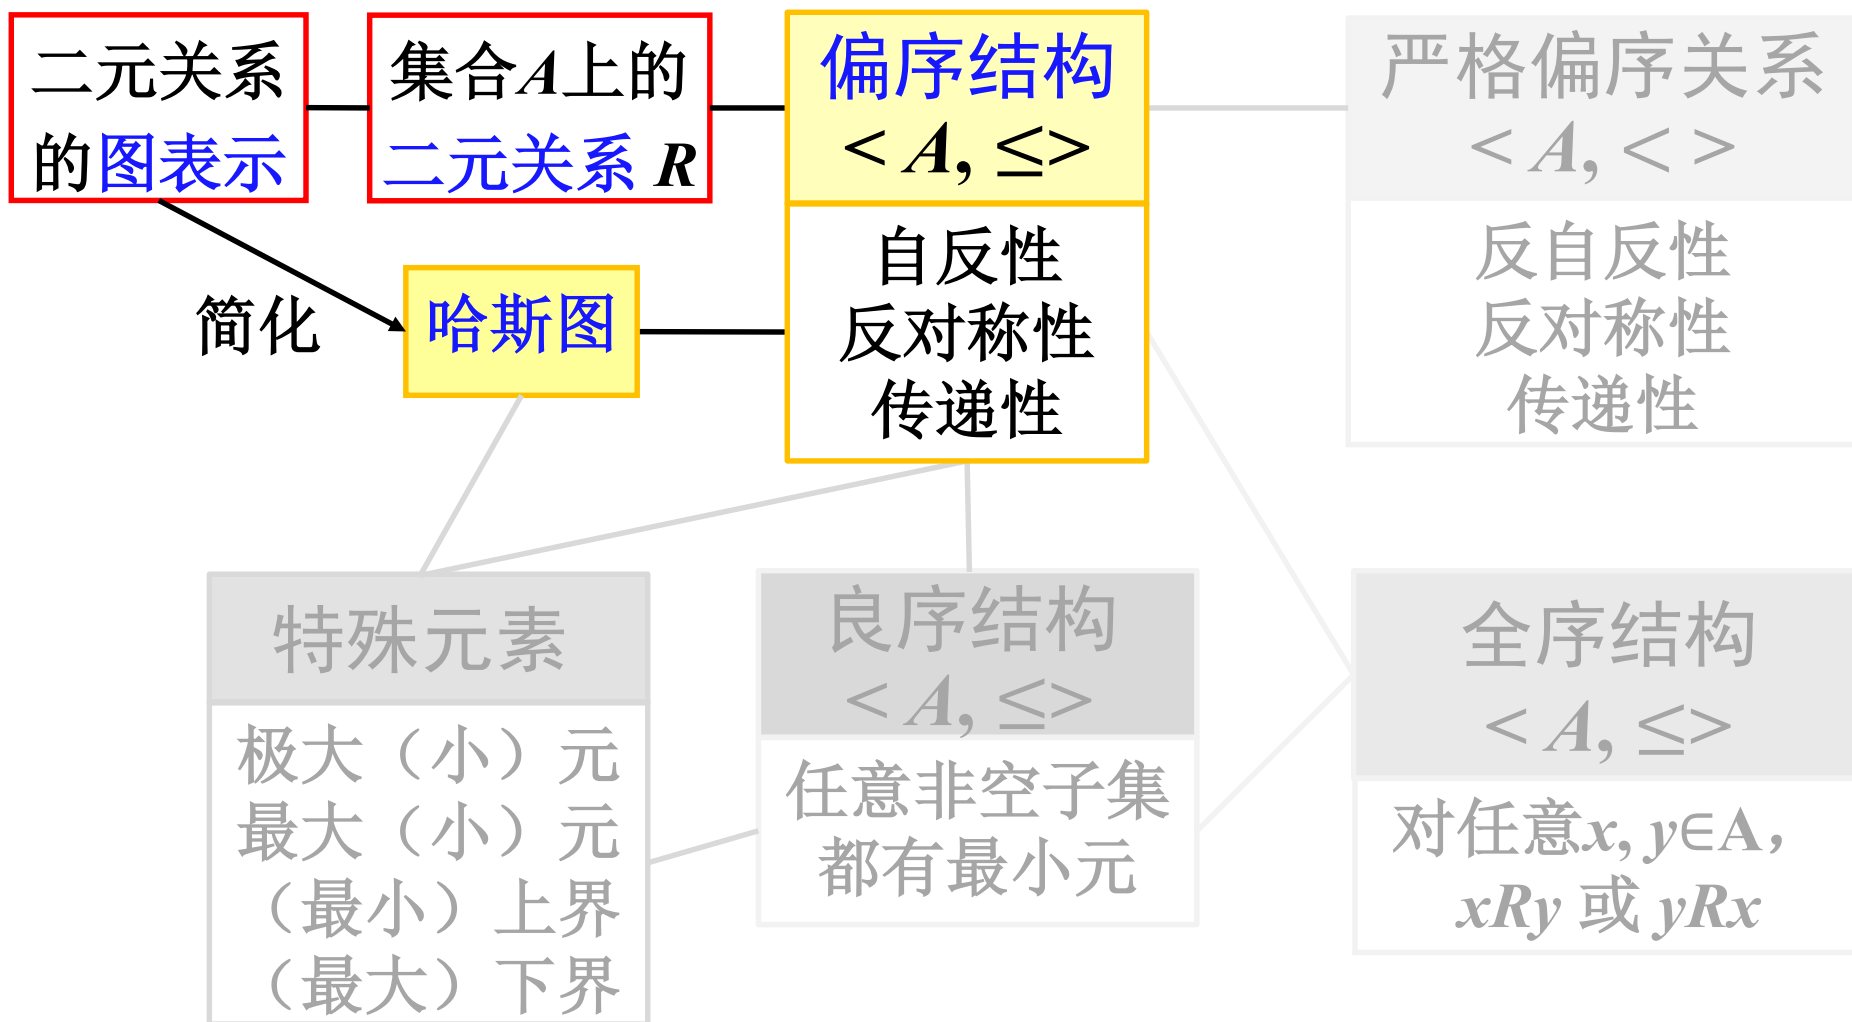 二元关系
的图表示
集合A上的
二元关系 R
偏序结构
< A, ≤>
自反性
反对称性
传递性
严格偏序关系
< A, < >
反自反性
反对称性
传递性
简化
哈斯图
特殊元素
极大（小）元
最大（小）元
（最小）上界
（最大）下界
良序结构
< A, ≤>
任意非空子集
都有最小元
全序结构
< A, ≤>
对任意x, y∈A，
xRy 或 yRx